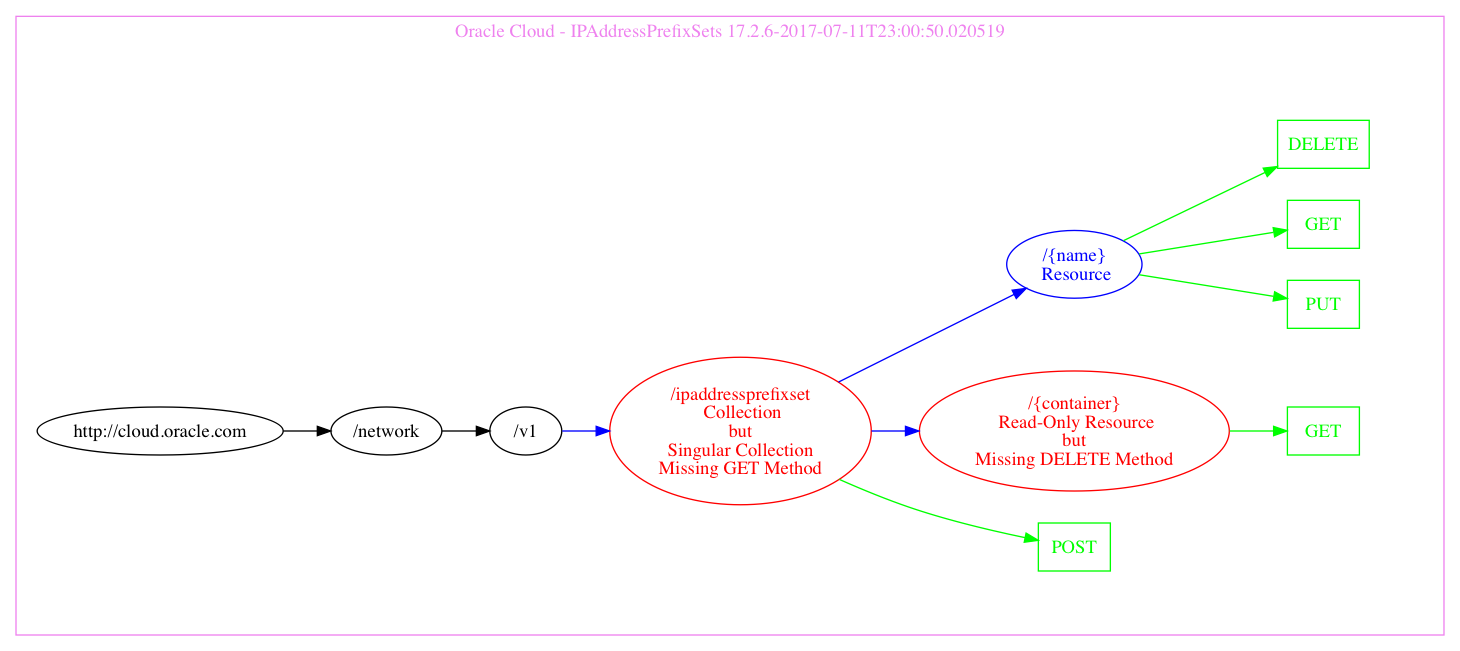 Oracle Cloud - IPAddressPrefixSets 17.2.6-2017-07-11T23:00:50.020519
http://cloud.oracle.com
/network
/v1
/ipaddressprefixset
Collection
but
Singular Collection
Missing GET Method
/{name}
Resource
DELETE
GET
PUT
/{container}
Read-Only Resource
but
Missing DELETE Method
GET
POST